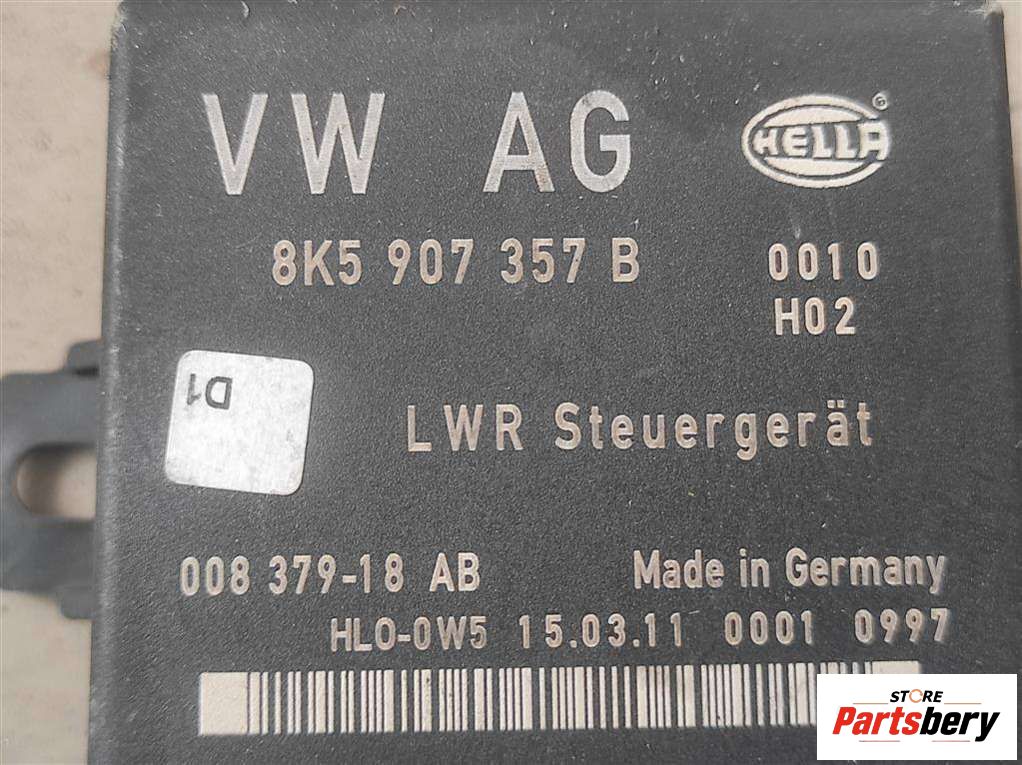 VW AG HELLA ®
8K5 907 357 B 0010
H02
D1
LWR Steuergerät
008 379-18 AB Made in Germany
HLO-0W5 15.03.11 0001 0997
STORE
Partsbery